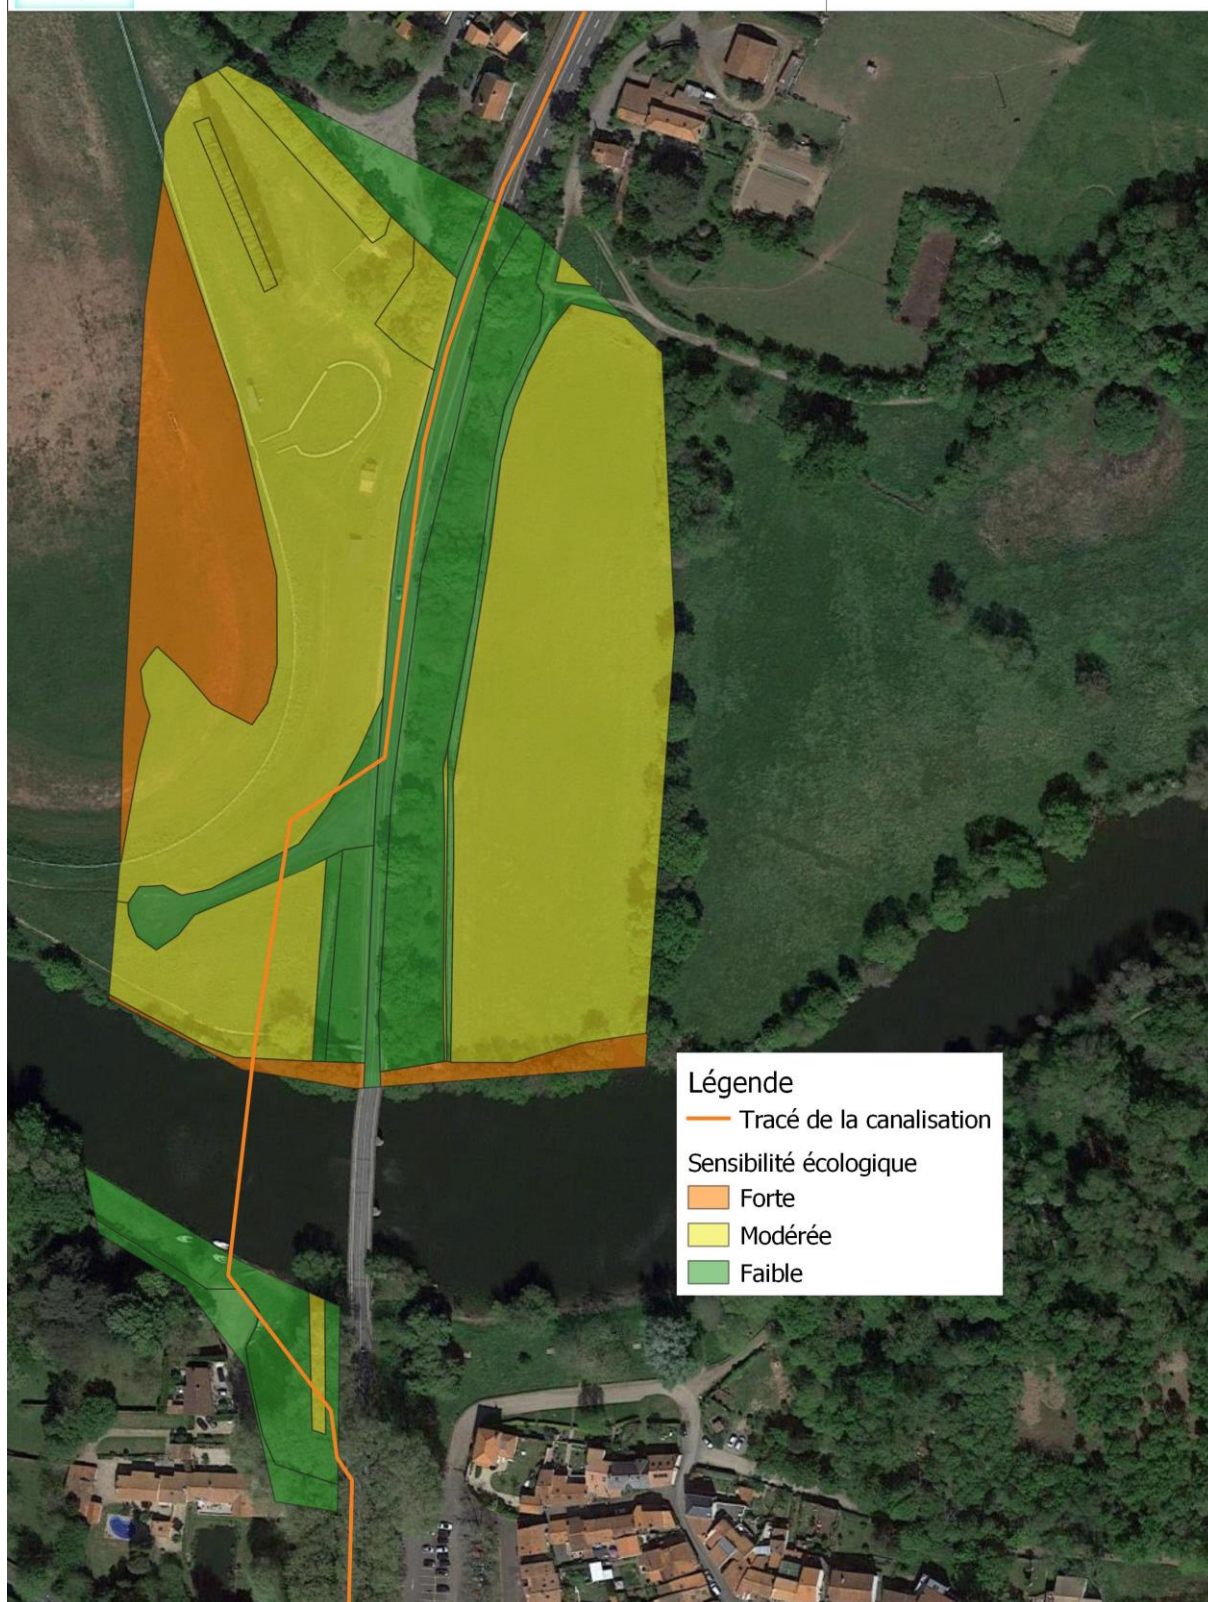 Légende
Tracé de la canalisation
Sensibilité écologique
Forte
Modérée
Faible